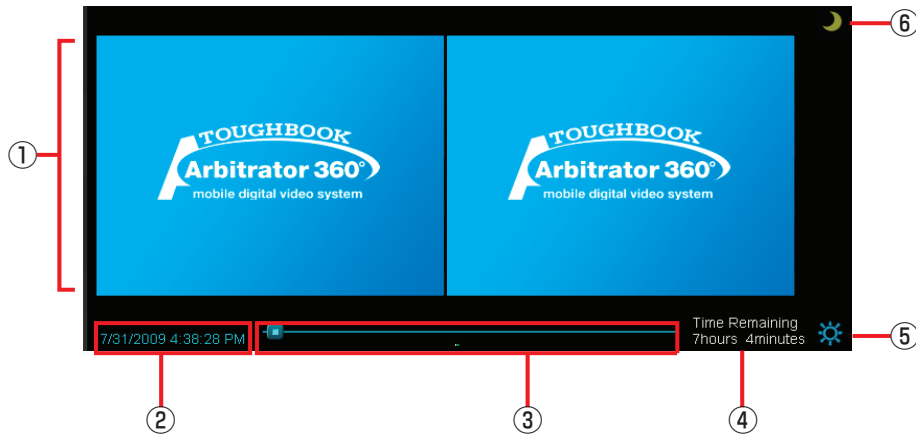 ⑥
TOUGHBOOK
Arbitrator 360°
mobile digital video system
TOUGHBOOK
Arbitrator 360°
mobile digital video system
①
7/31/2009 4:38:28 PM
Time Remaining
7hours 4minutes
⑤
②
③
④